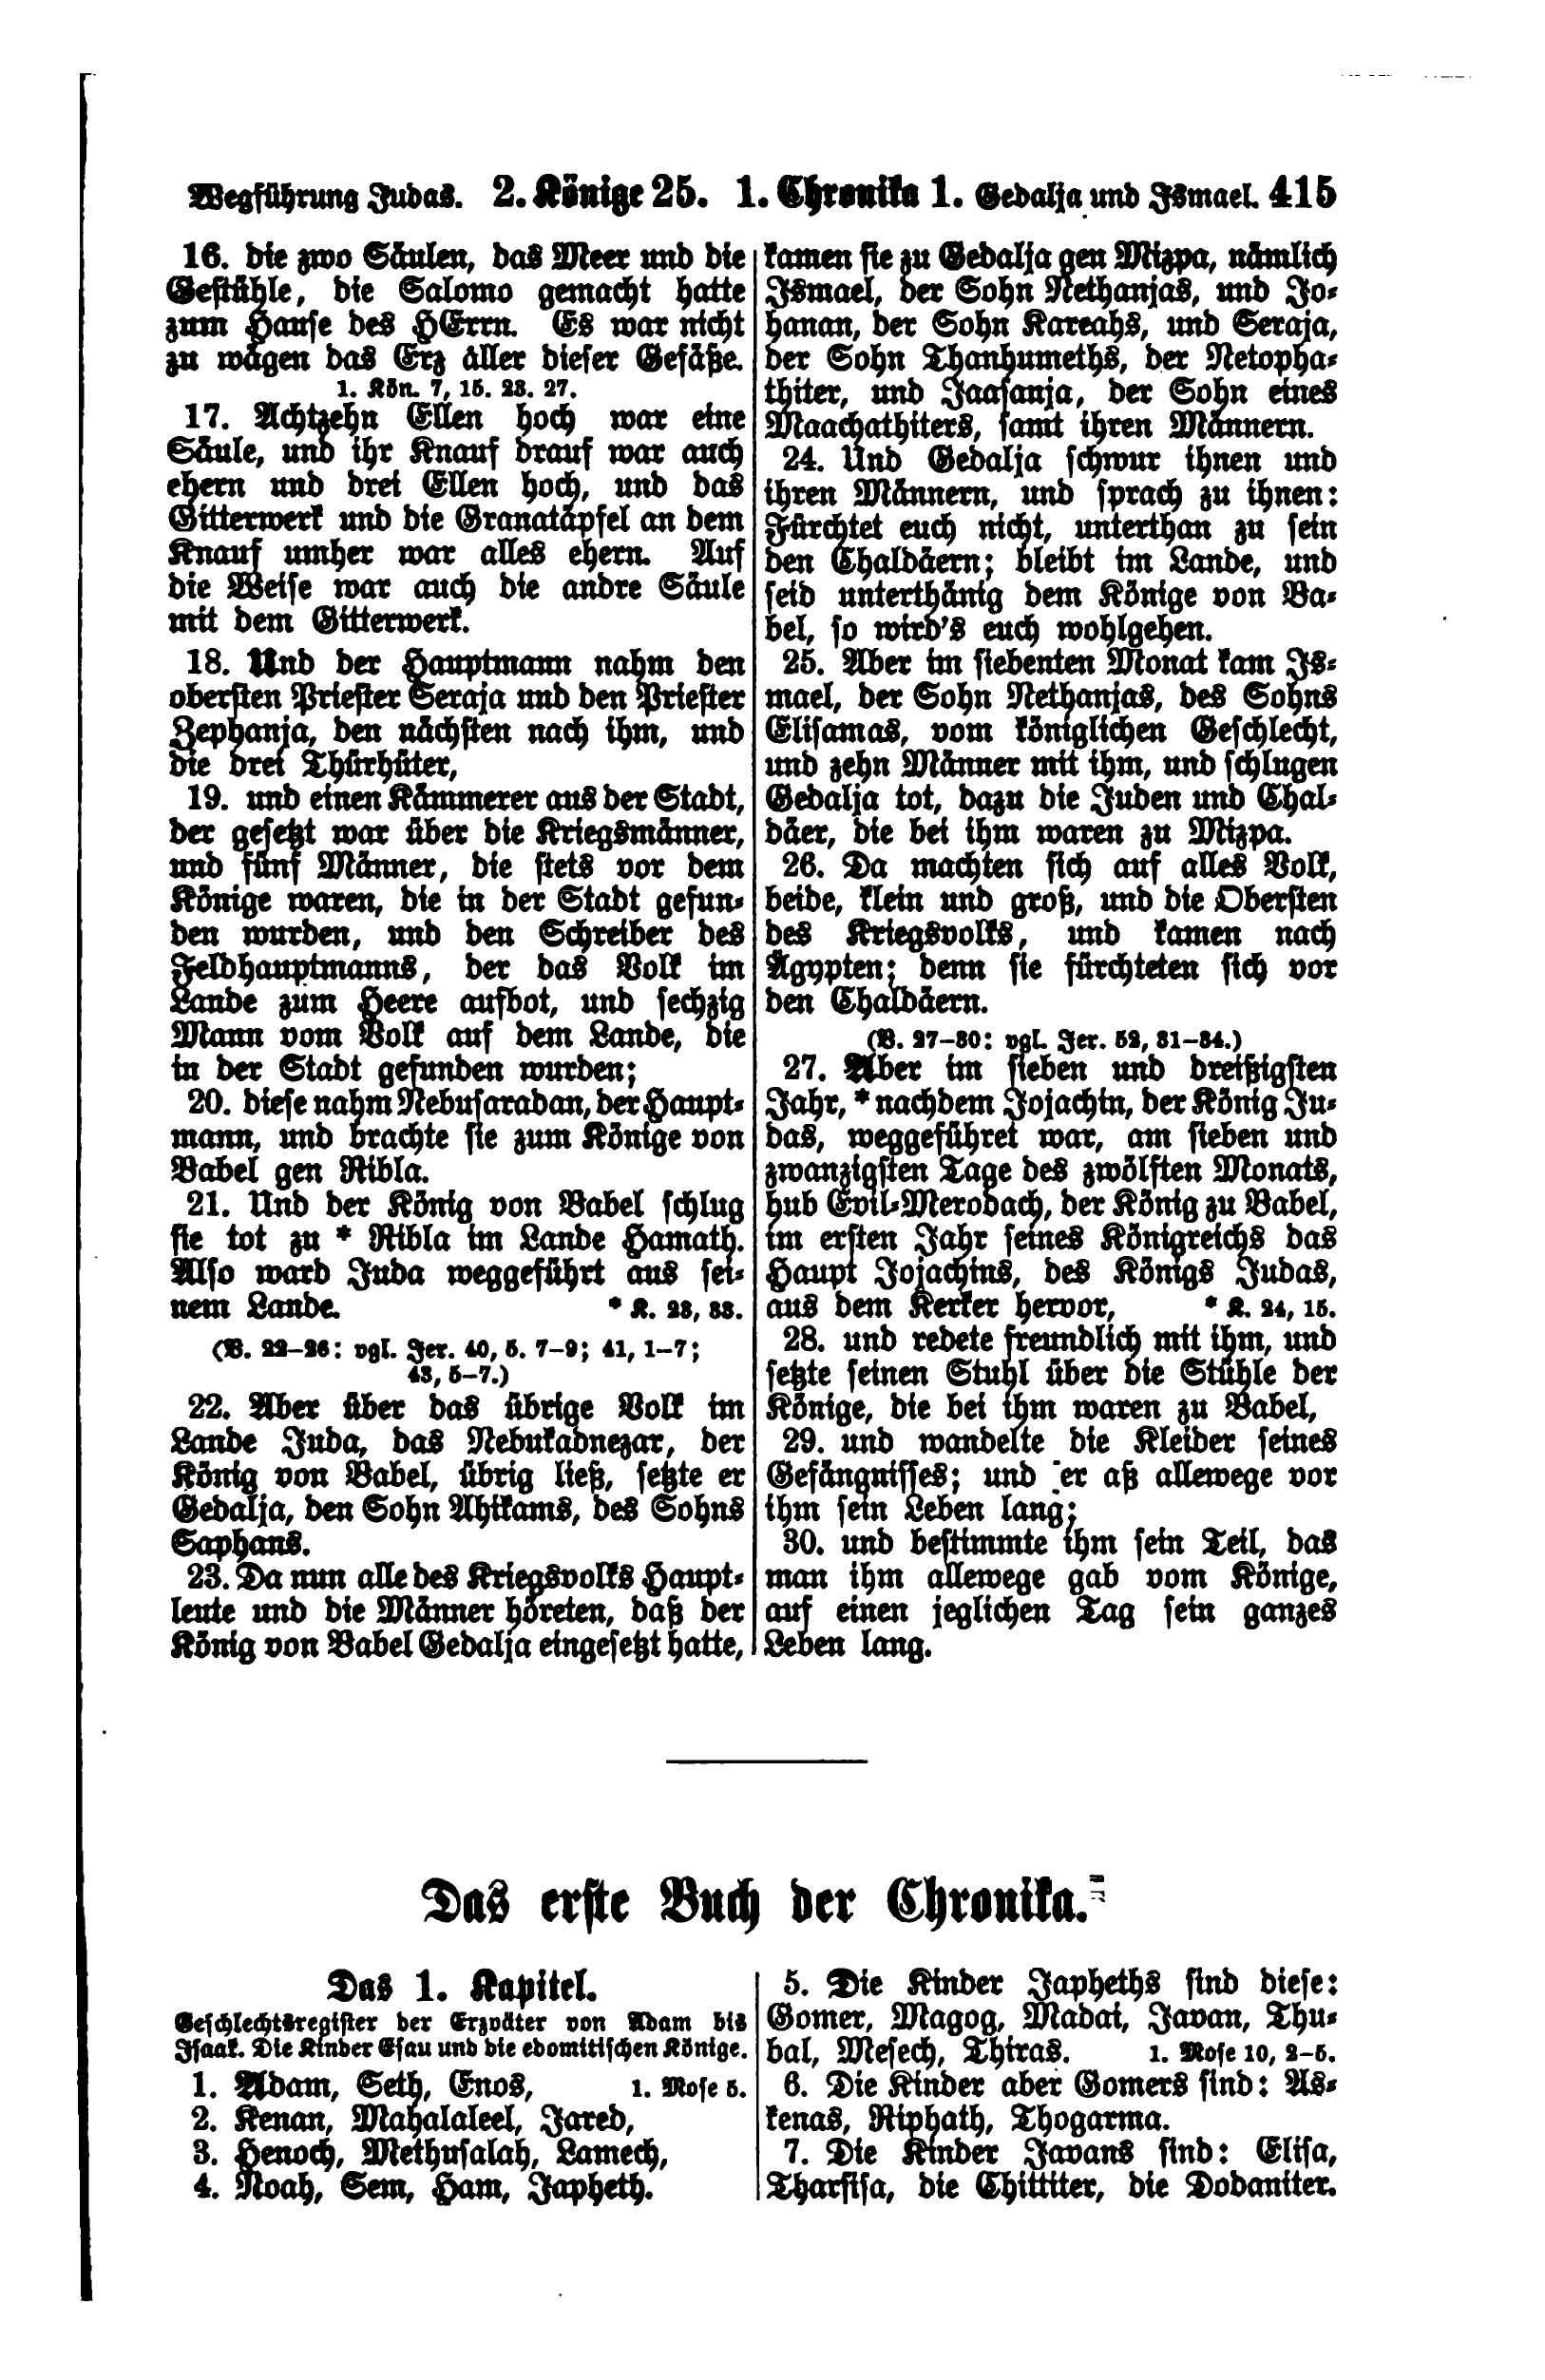 Wegführung Judas. 2. Könige 25. 1. Chronika 1. Gedalja und Ismael. 415
16. die zwo Säulen, das Meer und die
Gestühle, die Salomo gemacht hatte
zum Hause des HErrn. Es war nicht
zu wägen das Erz aller dieser Gefäße.
1. Kön. 7, 15. 23. 27.
17. Achtzehn Ellen hoch war eine
Säule, und ihr Knauf drauf war auch
ehern und drei Ellen hoch, und das
Gitterwerk und die Granatäpfel an dem
Knauf umher war alles ehern. Auf
die Weise war auch die andre Säule
mit dem Gitterwerk.
18. Und der Hauptmann nahm den
obersten Priester Seraja und den Priester
Zephanja, den nächsten nach ihm, und
die drei Thürhüter,
19. und einen Kämmerer aus der Stadt,
der gesetzt war über die Kriegsmänner,
und fünf Männer, die stets vor dem
Könige waren, die in der Stadt gefun-
den wurden, und den Schreiber des
Feldhauptmanns, der das Volk im
Lande zum Heere aufbot, und sechzig
Mann vom Volk auf dem Lande, die
in der Stadt gefunden wurden;
20. diese nahm Nebusaradan, der Haupt-
mann, und brachte sie zum Könige von
Babel gen Ribla.
21. Und der König von Babel schlug
sie tot zu * Ribla im Lande Hamath.
Also ward Juda weggeführt aus sei-
nem Lande. * K. 23, 33.
(V. 22–26: vgl. Jer. 40, 5. 7–9; 41, 1–7;
43, 5–7.)
22. Aber über das übrige Volk im
Lande Juda, das Nebukadnezar, der
König von Babel, übrig ließ, setzte er
Gedalja, den Sohn Ahikams, des Sohns
Saphans.
23. Da nun alle des Kriegsvolks Haupt-
leute und die Männer höreten, daß der
König von Babel Gedalja eingesetzt hatte,
kamen sie zu Gedalja gen Mizpa, nämlich
Ismael, der Sohn Nethanjas, und Jo-
hanan, der Sohn Kareahs, und Seraja,
der Sohn Thanhumeths, der Netopha-
thiter, und Jaasanja, der Sohn eines
Maachathiters, samt ihren Männern.
24. Und Gedalja schwur ihnen und
ihren Männern, und sprach zu ihnen:
Fürchtet euch nicht, unterthan zu sein
den Chaldäern; bleibt im Lande, und
seid unterthänig dem Könige von Ba-
bel, so wird's euch wohlgehen.
25. Aber im siebenten Monat kam Is-
mael, der Sohn Nethanjas, des Sohns
Elisamas, vom königlichen Geschlecht,
und zehn Männer mit ihm, und schlugen
Gedalja tot, dazu die Juden und Chal-
däer, die bei ihm waren zu Mizpa.
26. Da machten sich auf alles Volk,
beide, klein und groß, und die Obersten
des Kriegsvolks, und kamen nach
Ägypten; denn sie fürchteten sich vor
den Chaldäern.
(V. 27–30: vgl. Jer. 52, 31–34.)
27. Aber im sieben und dreißigsten
Jahr, * nachdem Jojachin, der König Ju-
das, weggeführet war, am sieben und
zwanzigsten Tage des zwölften Monats,
hub Evil-Merodach, der König zu Babel,
im ersten Jahr seines Königreichs das
Haupt Jojachins, des Königs Judas,
aus dem Kerker hervor, * K. 24, 15.
28. und redete freundlich mit ihm, und
setzte seinen Stuhl über die Stühle der
Könige, die bei ihm waren zu Babel,
29. und wandelte die Kleider seines
Gefängnisses; und er aß allewege vor
ihm sein Leben lang;
30. und bestimmte ihm sein Teil, das
man ihm allewege gab vom Könige,
auf einen jeglichen Tag sein ganzes
Leben lang.
Das erste Buch der Chronika.
Das 1. Kapitel.
Geschlechtsregister der Erzväter von Adam bis
Isaak. Die Kinder Esau und die edomitischen Könige.
1. Adam, Seth, Enos, 1. Mose 5.
2. Kenan, Mahalaleel, Jared,
3. Henoch, Methusalah, Lamech,
4. Noah, Sem, Ham, Japheth.
5. Die Kinder Japheths sind diese:
Gomer, Magog, Madai, Javan, Thu-
bal, Mesech, Thiras. 1. Mose 10, 2–5.
6. Die Kinder aber Gomers sind: As-
kenas, Riphath, Thogarma.
7. Die Kinder Javans sind: Elisa,
Tharsisa, die Chittiter, die Dodaniter.